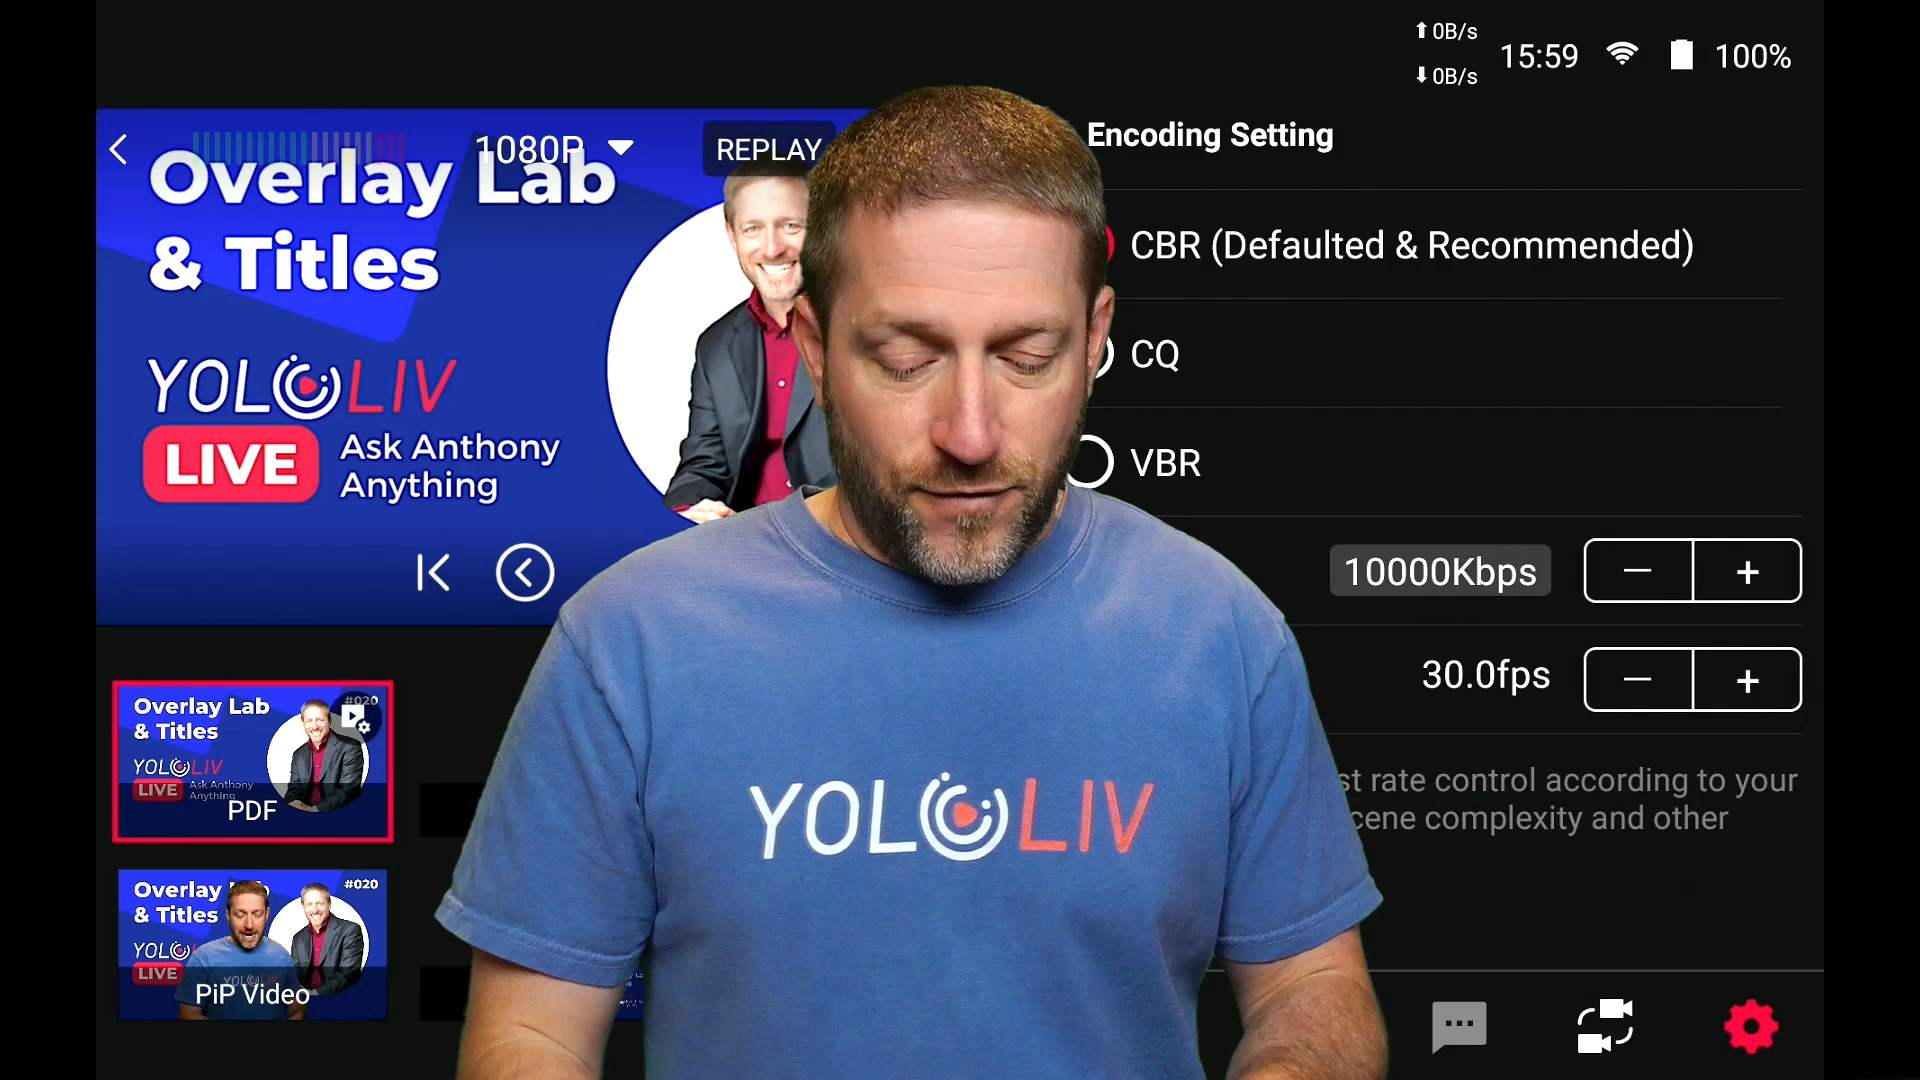 0B/s
0B/s
15:59
100%
1080P
REPLAY
Overlay Lab
& Titles
YOLOLIV
LIVE
Ask Anthony
Anything
Encoding Setting
CBR (Defaulted & Recommended)
CQ
VBR
10000Kbps
30.0fps
rate control according to your
complexity and other
Overlay Lab
& Titles
#020
YOLOLIV
LIVE
Ask Anthony
Anything
PDF
Overlay
& Titles
#020
LIVE
PiP Video
YOLOLIV